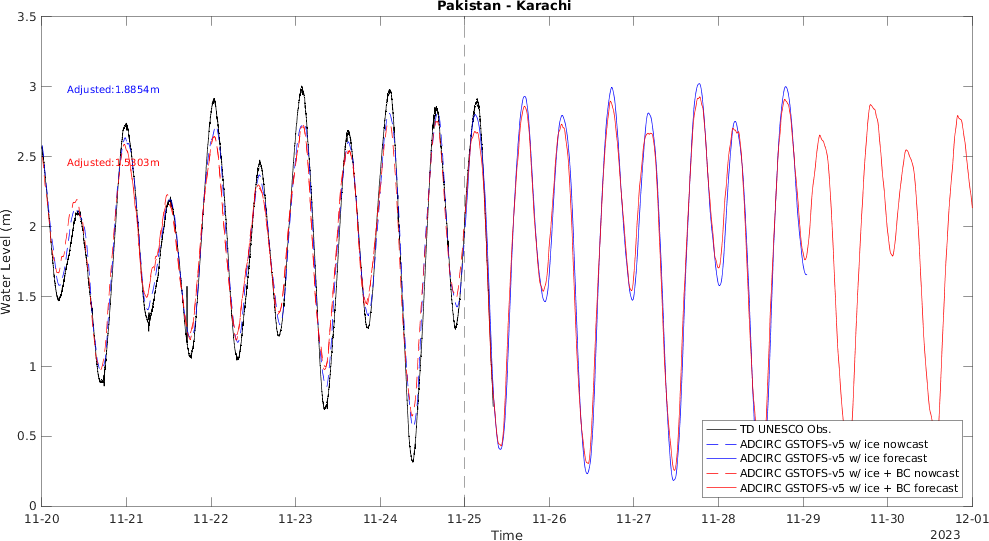 Pakistan - Karachi
3.5
3
2.5
2
1.5
1
0.5
0
Water Level (m)
Adjusted:1.8854m
Adjusted:1.5303m
TD UNESCO Obs.
ADCIRC GSTOFS-v5 w/ ice nowcast
ADCIRC GSTOFS-v5 w/ ice forecast
ADCIRC GSTOFS-v5 w/ ice + BC nowcast
ADCIRC GSTOFS-v5 w/ ice + BC forecast
11-20 11-21 11-22 11-23 11-24 11-25 11-26 11-27 11-28 11-29 11-30 12-01
Time
2023